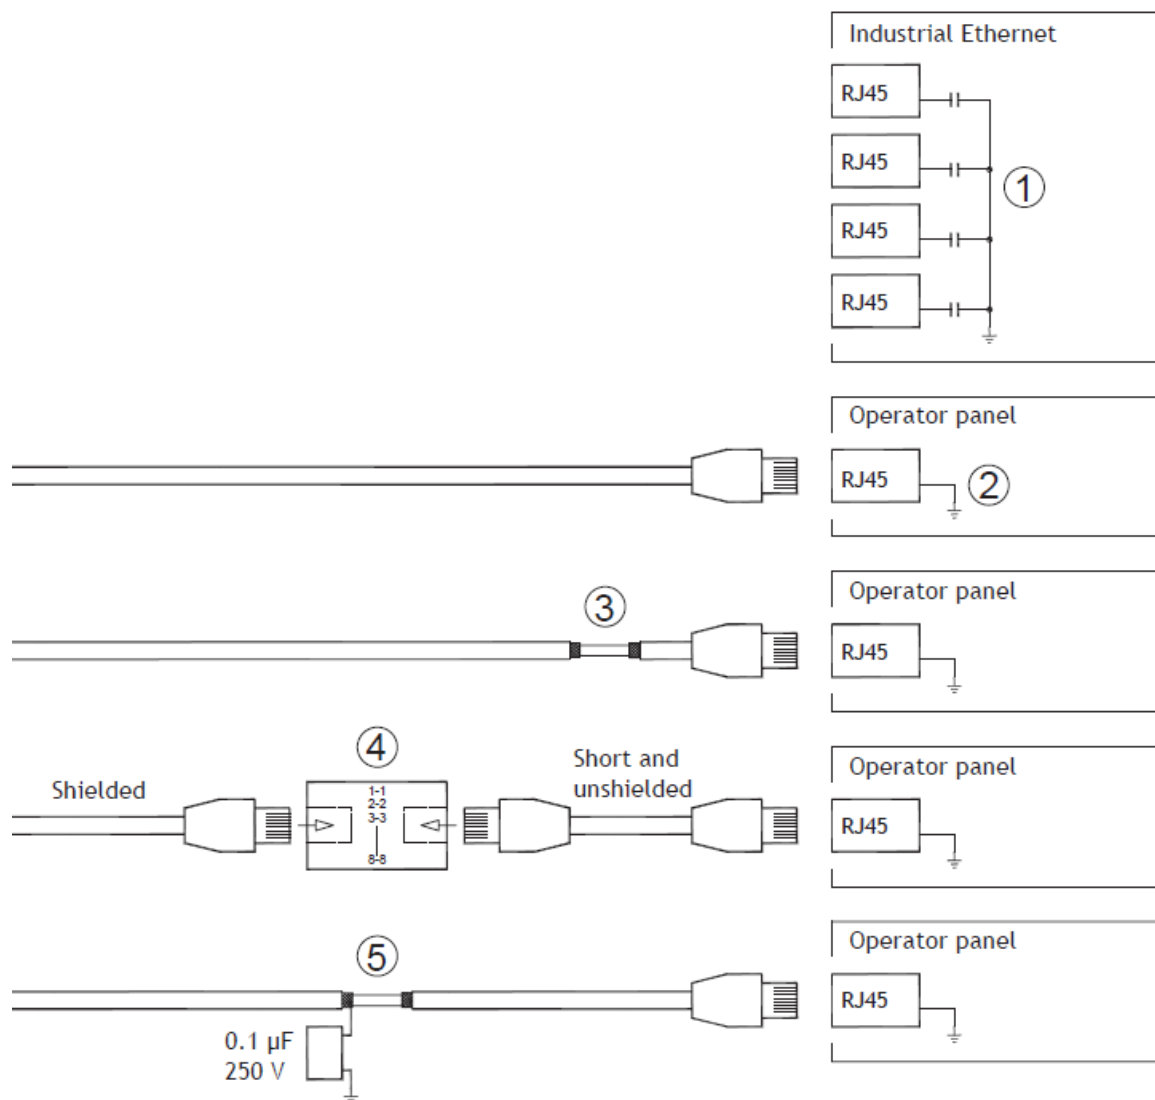 Industrial Ethernet
RJ45
RJ45
①
RJ45
RJ45
Operator panel
RJ45
②
Operator panel
③
RJ45
Operator panel
④
Short and
unshielded
Shielded
1-1
2-2
3-3
8-8
RJ45
Operator panel
⑤
RJ45
0.1 µF
250 V